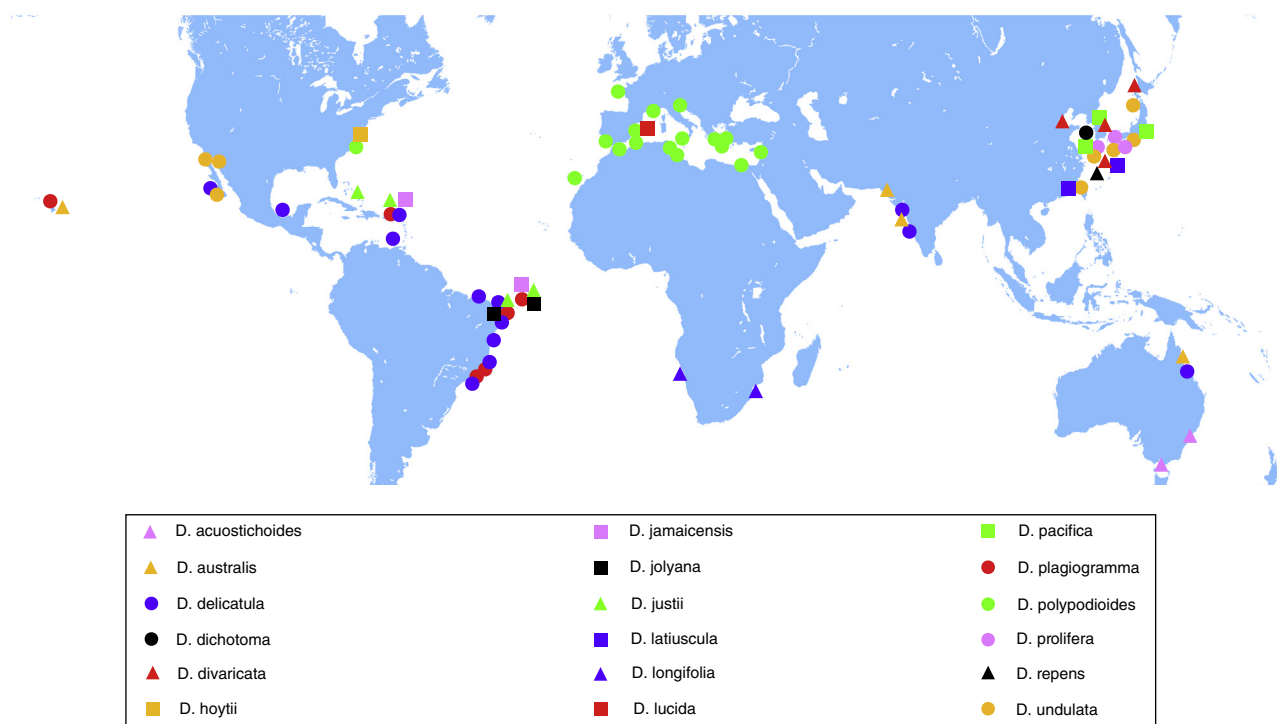 D. acuostichoides
D. jamaicensis
D. pacifica
D. australis
D. jolyana
D. plagiogramma
D. delicatula
D. justii
D. polypodioides
D. dichotoma
D. latiuscula
D. prolifera
D. divaricata
D. longifolia
D. repens
D. hoytii
D. lucida
D. undulata